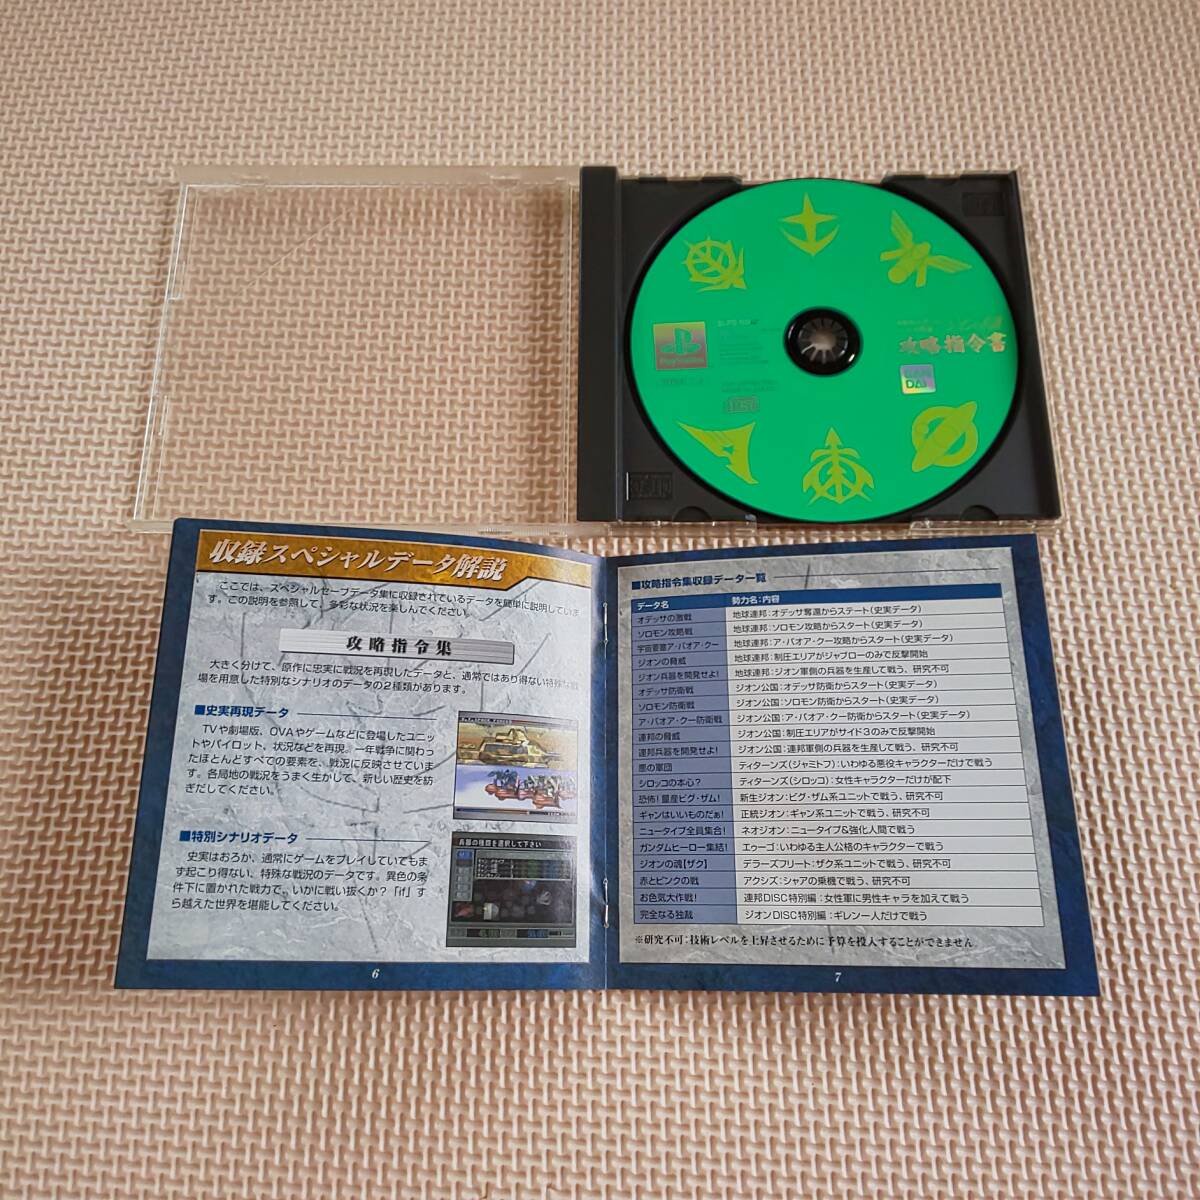 攻略指令書
BAN
DAI
PlayStation
収録スペシャルデータ解説
ここでは、スペシャルセーブデータ集に収録されているデータを簡単に説明していま
す。この説明を参照して、多彩な状況を楽しんでください。
攻略指令集
大きく分けて、原作に忠実に戦況を再現したデータと、通常ではあり得ない特殊な戦
場を用意した特別なシナリオのデータの2種類があります。
■史実再現データ
TVや劇場版、OVAやゲームなどに登場したユニッ
トやパイロット、状況などを再現。一年戦争に関わっ
たほとんどすべての要素を、戦況に反映させていま
す。各局地の戦況をうまく生かして、新しい歴史を紡
ぎだしてください。
■特別シナリオデータ
史実はおろか、通常にゲームをプレイしていてもま
ず起こり得ない、特殊な戦況のデータです。異色の条
件下に置かれた戦力で、いかに戦い抜くか？「if」す
ら越えた世界を堪能してください。
兵器の種類を選択して下さい
6
■攻略指令集収録データ一覧
データ名 勢力名：内容
オデッサの激戦 地球連邦：オデッサ奪還からスタート(史実データ)
ソロモン攻略戦 地球連邦：ソロモン攻略からスタート(史実データ)
宇宙要塞ア・バオア・クー 地球連邦：ア・バオア・クー攻略からスタート(史実データ)
ジオンの脅威 地球連邦：制圧エリアがジャブローのみで反撃開始
ジオン兵器を開発せよ! 地球連邦：ジオン軍側の兵器を生産して戦う、研究不可
オデッサ防衛戦 ジオン公国：オデッサ防衛からスタート(史実データ)
ソロモン防衛戦 ジオン公国：ソロモン防衛からスタート(史実データ)
ア・バオア・クー防衛戦 ジオン公国：ア・バオア・クー防衛からスタート(史実データ)
連邦の脅威 ジオン公国：制圧エリアがサイド3のみで反撃開始
連邦兵器を開発せよ! ジオン公国：連邦軍側の兵器を生産して戦う、研究不可
悪の軍団 ティターンズ(ジャミトフ)：いわゆる悪役キャラクターだけで戦う
シロッコの本心? ティターンズ(シロッコ)：女性キャラクターだけが配下
恐怖! 量産ビグ・ザム! 新生ジオン：ビグ・ザム系ユニットで戦う、研究不可
ギャンはいいものだぁ! 正統ジオン：ギャン系ユニットで戦う、研究不可
ニュータイプ全員集合! ネオジオン：ニュータイプ&強化人間で戦う
ガンダムヒーロー集結! エゥーゴ：いわゆる主人公格のキャラクターで戦う
ジオンの魂[ザク] デラーズフリート：ザク系ユニットで戦う、研究不可
赤とピンクの戦 アクシズ：シャアの乗機で戦う、研究不可
お色気大作戦! 連邦DISC特別編：女性軍に男性キャラを加えて戦う
完全なる独裁 ジオンDISC特別編：ギレン一人だけで戦う
※研究不可：技術レベルを上昇させるために予算を投入することができません
7